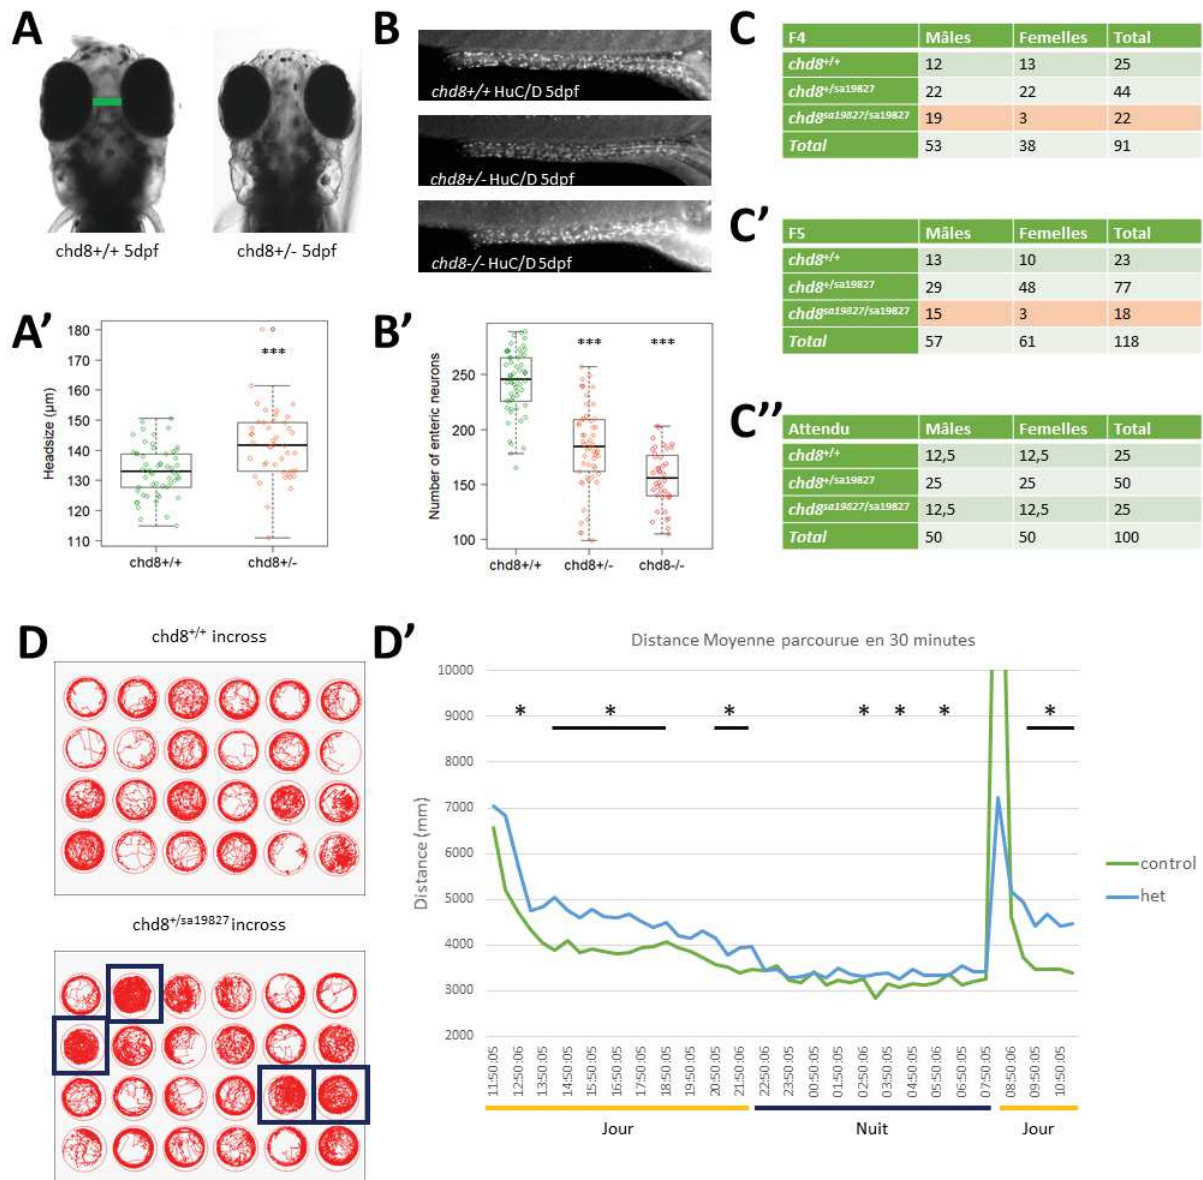 A
chd8+/+ 5dpf
chd8+/- 5dpf
B
chd8+/+ HuC/D 5dpf
chd8+/- HuC/D 5dpf
chd8-/- HuC/D 5dpf
C
F4 Mâles Femelles Total
chd8+/+ 12 13 25
chd8+/sa19827 22 22 44
chd8sa19827/sa19827 19 3 22
Total 53 38 91
C'
F5 Mâles Femelles Total
chd8+/+ 13 10 23
chd8+/sa19827 29 48 77
chd8sa19827/sa19827 15 3 18
Total 57 61 118
C''
Attendu Mâles Femelles Total
chd8+/+ 12,5 12,5 25
chd8+/sa19827 25 25 50
chd8sa19827/sa19827 12,5 12,5 25
Total 50 50 100
A'
Headsize (µm)
180
170
160
150
140
130
120
110
***
chd8+/+ chd8+/-
B'
Number of enteric neurons
250
200
150
100
*** ***
chd8+/+ chd8+/- chd8-/-
D
chd8+/+ incross
chd8+/sa19827 incross
D'
Distance Moyenne parcourue en 30 minutes
Distance (mm)
10000
9000
8000
7000
6000
5000
4000
3000
2000
* * * * * * *
control
het
11:50:05
12:50:06
13:50:05
14:50:05
15:50:05
16:50:05
17:50:05
18:50:05
19:50:05
20:50:05
21:50:05
22:50:06
23:50:05
00:50:05
01:50:05
02:50:06
03:50:05
04:50:05
05:50:05
06:50:05
07:50:05
08:50:06
09:50:05
10:50:05
Jour Nuit Jour